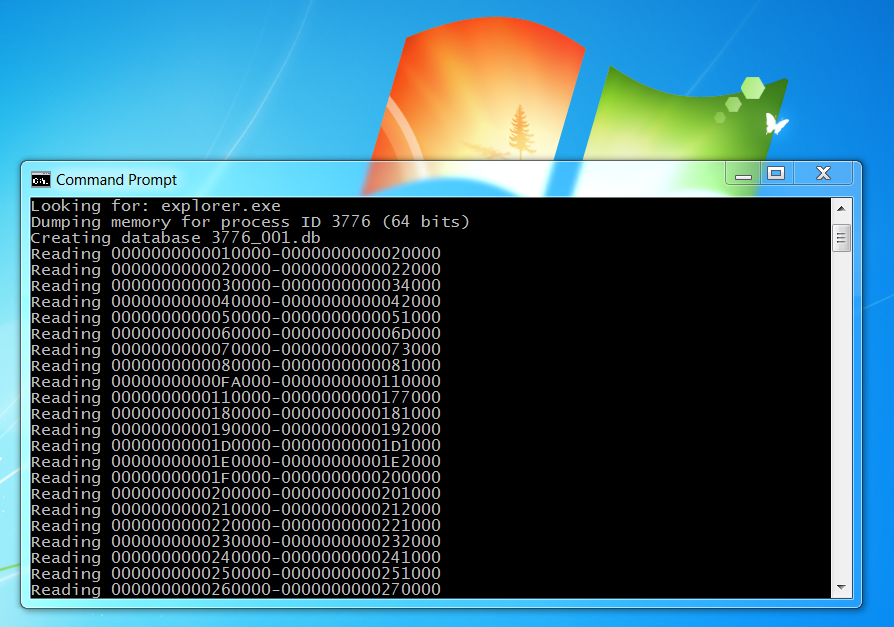 Command Prompt
Looking for: explorer.exe
Dumping memory for process ID 3776 (64 bits)
Creating database 3776_001.db
Reading 0000000000010000-0000000000020000
Reading 0000000000020000-0000000000022000
Reading 0000000000030000-0000000000034000
Reading 0000000000040000-0000000000042000
Reading 0000000000050000-0000000000051000
Reading 0000000000060000-000000000006D000
Reading 0000000000070000-0000000000073000
Reading 0000000000080000-0000000000081000
Reading 00000000000FA000-0000000000110000
Reading 0000000000110000-0000000000177000
Reading 0000000000180000-0000000000181000
Reading 0000000000190000-0000000000192000
Reading 00000000001D0000-00000000001D1000
Reading 00000000001E0000-00000000001E2000
Reading 00000000001F0000-0000000000200000
Reading 0000000000200000-0000000000201000
Reading 0000000000210000-0000000000212000
Reading 0000000000220000-0000000000221000
Reading 0000000000230000-0000000000232000
Reading 0000000000240000-0000000000241000
Reading 0000000000250000-0000000000251000
Reading 0000000000260000-0000000000270000